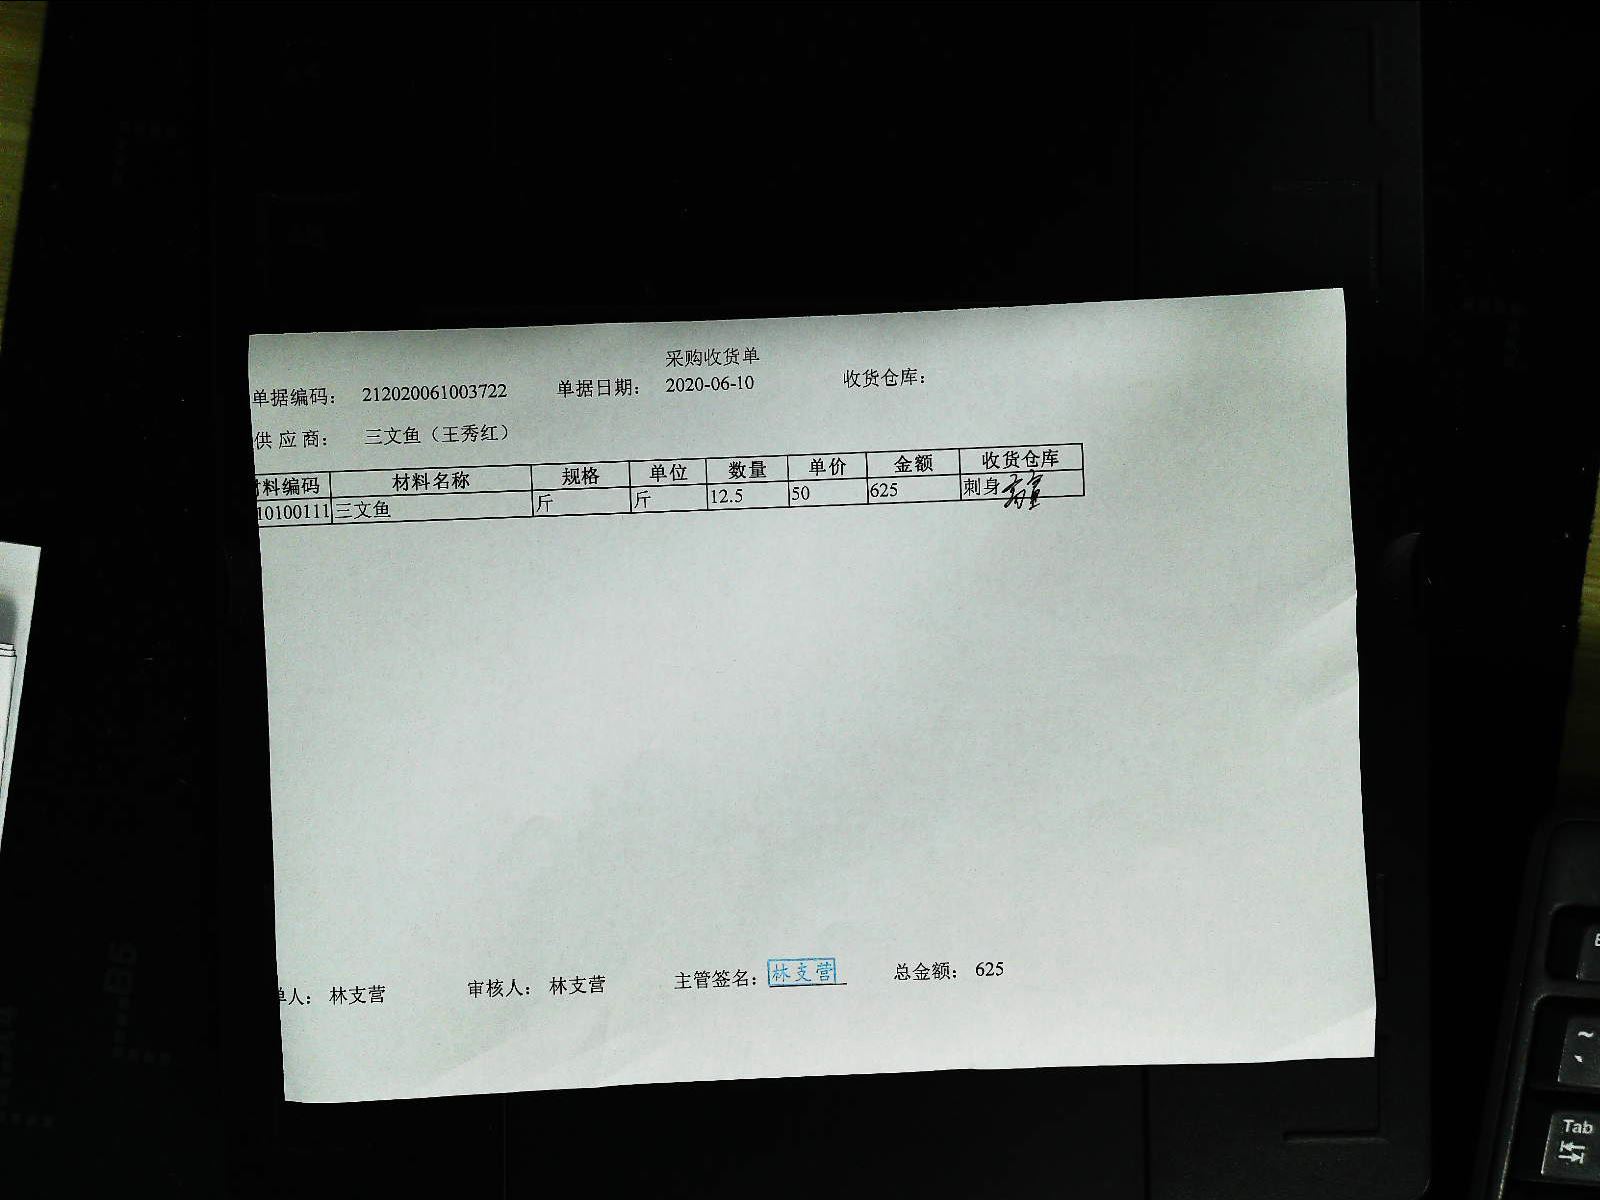 采购收货单
单据编码: 212020061003722 单据日期: 2020-06-10 收货仓库:
供应商: 三文鱼（王秀红）
材料编码 材料名称 规格 单位 数量 单价 金额 收货仓库
10100111 三文鱼 斤 斤 12.5 50 625 刺身
单人: 林支营 审核人: 林支营 主管签名: 林支营 总金额: 625
Tab